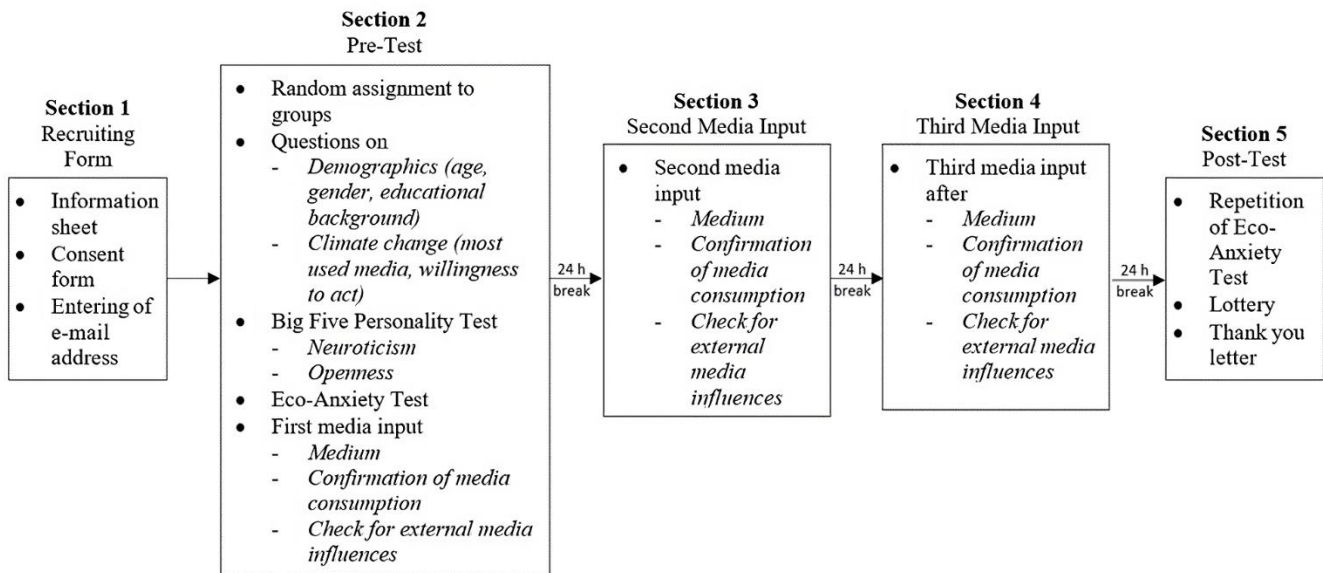 Section 1
Recruiting
Form
• Information
sheet
• Consent
form
• Entering of
e-mail
address
Section 2
Pre-Test
• Random assignment to
groups
• Questions on
- Demographics (age,
gender, educational
background)
- Climate change (most
used media, willingness
to act)
• Big Five Personality Test
- Neuroticism
- Openness
• Eco-Anxiety Test
• First media input
- Medium
- Confirmation of media
consumption
- Check for external media
influences
24 h
break
Section 3
Second Media Input
• Second media
input
- Medium
- Confirmation
of media
consumption
- Check for
external
media
influences
24 h
break
Section 4
Third Media Input
• Third media input
after
- Medium
- Confirmation
of media
consumption
- Check for
external media
influences
24 h
break
Section 5
Post-Test
• Repetition
of Eco-
Anxiety
Test
• Lottery
• Thank you
letter